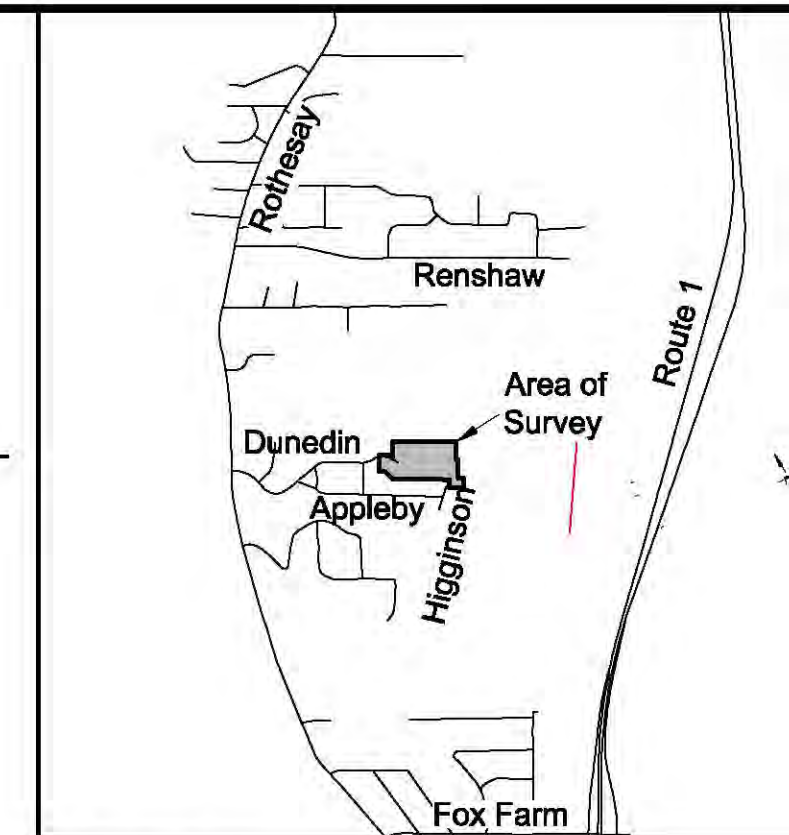 Rothesay
Renshaw
Route 1
Area of
Survey
Dunedin
Appleby
Higginson
Fox Farm